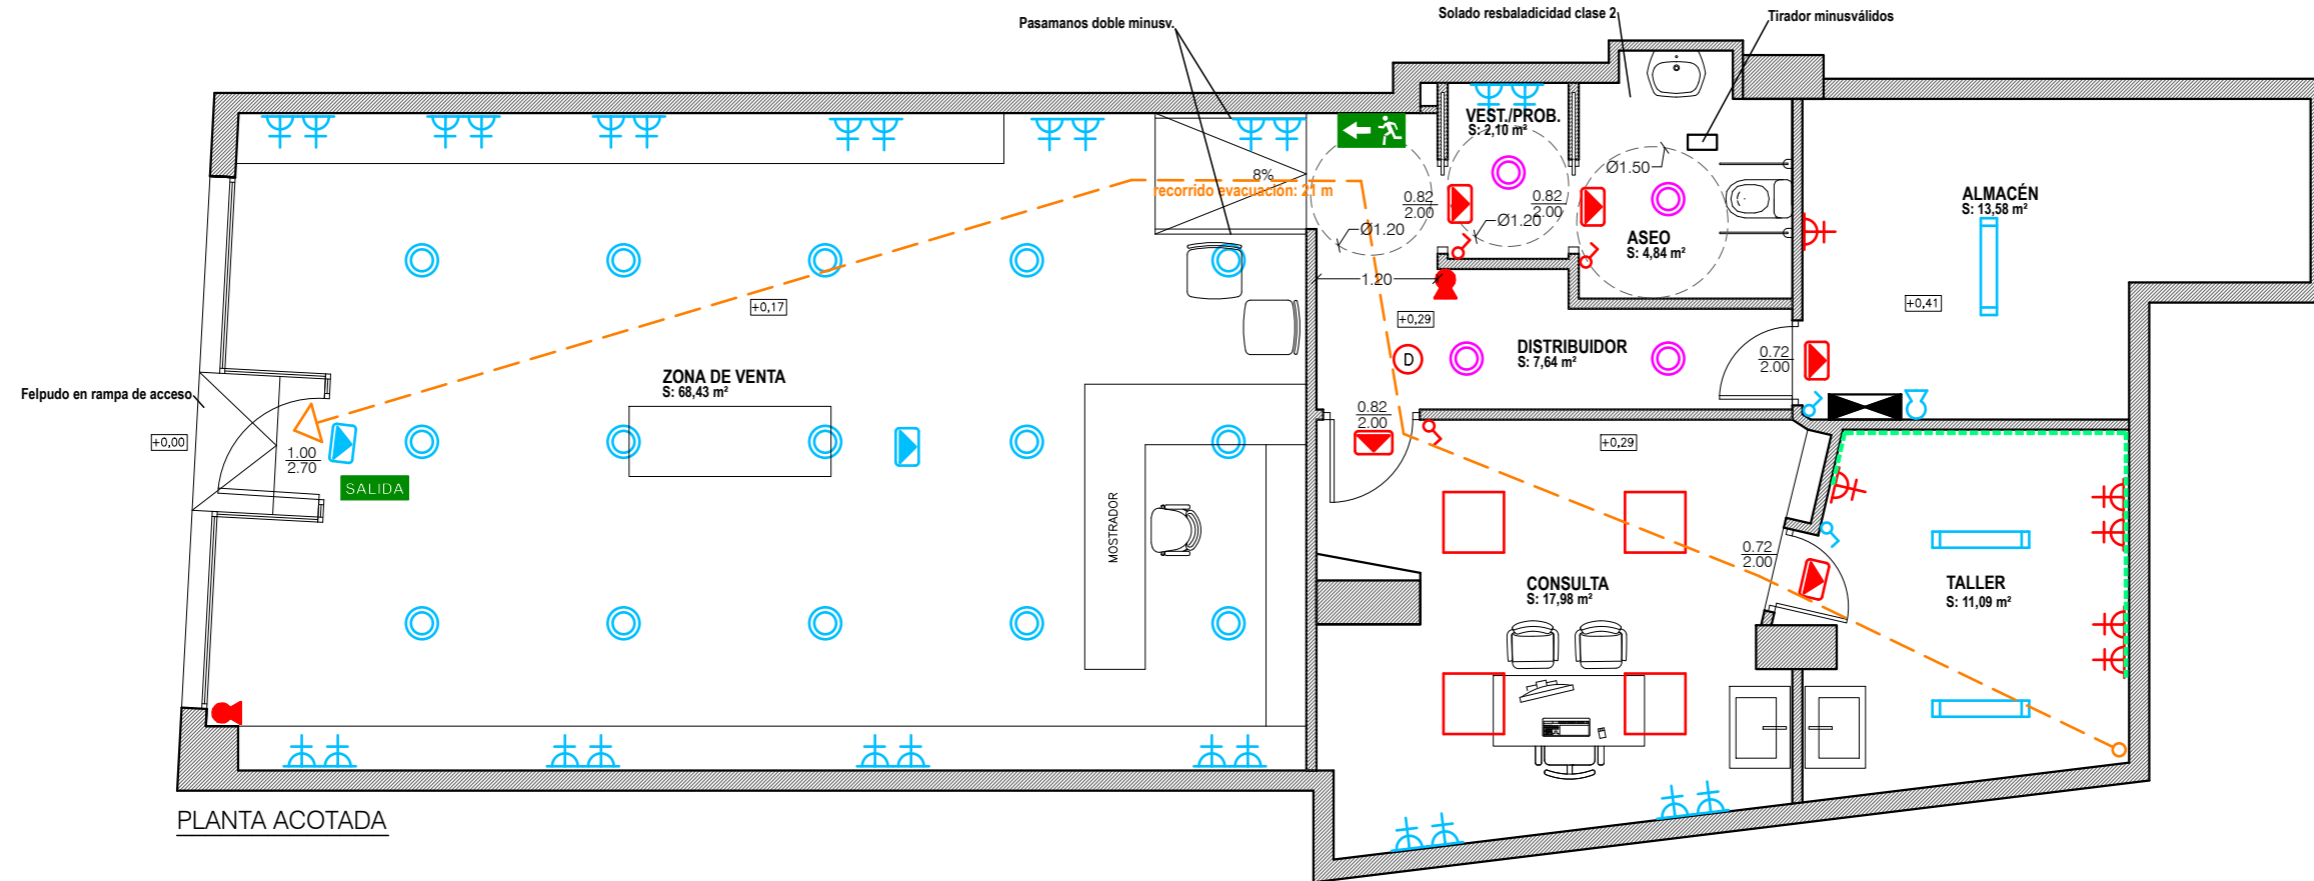 Pasamanos doble minusv.
Solado resbaladicidad clase 2
Tirador minusválidos
VEST./PROB.
S: 2,10 m²
8%
recorrido evacuación: 21 m
0.82
2.00
0.82
2.00
Ø1.50
Ø1.20
Ø1.20
ASEO
S: 4,84 m²
ALMACÉN
S: 13,58 m²
1.20
+0,17
+0,29
+0,41
D
DISTRIBUIDOR
S: 7,64 m²
0.72
2.00
ZONA DE VENTA
S: 68,43 m²
Felpudo en rampa de acceso
+0,00
1.00
2.70
SALIDA
0.82
2.00
+0,29
MOSTRADOR
0.72
2.00
CONSULTA
S: 17,98 m²
TALLER
S: 11,09 m²
PLANTA ACOTADA